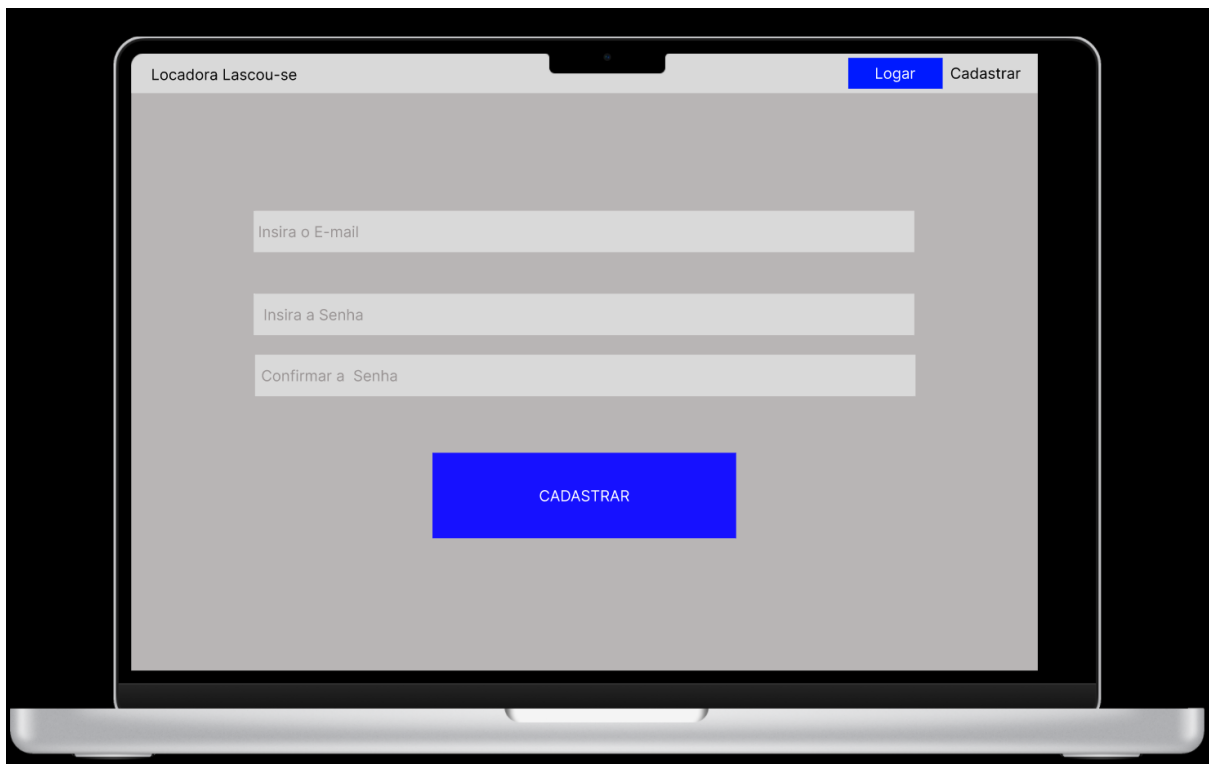 Locadora Lascou-se
Logar
Cadastrar
Insira o E-mail
Insira a Senha
Confirmar a  Senha
CADASTRAR